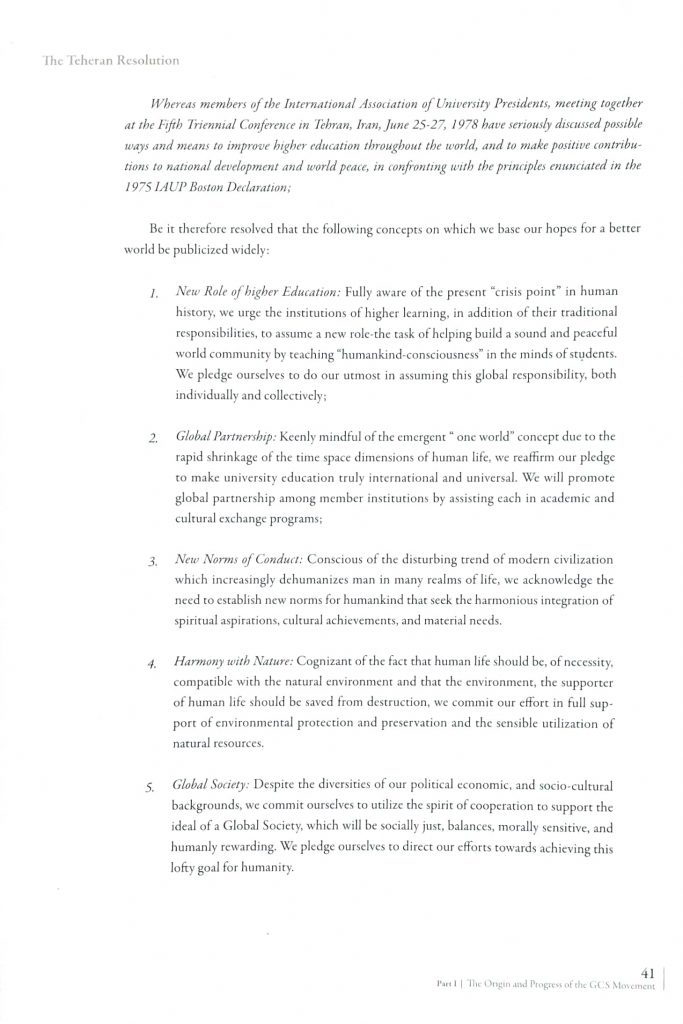 The Teheran Resolution
Whereas members of the International Association of University Presidents, meeting together
at the Fifth Triennial Conference in Tehran, Iran, June 25-27, 1978 have seriously discussed possible
ways and means to improve higher education throughout the world, and to make positive contribu-
tions to national development and world peace, in confronting with the principles enunciated in the
1975 IAUP Boston Declaration;
Be it therefore resolved that the following concepts on which we base our hopes for a better
world be publicized widely:
1. New Role of higher Education: Fully aware of the present "crisis point" in human
history, we urge the institutions of higher learning, in addition of their traditional
responsibilities, to assume a new role-the task of helping build a sound and peaceful
world community by teaching "humankind-consciousness" in the minds of students.
We pledge ourselves to do our utmost in assuming this global responsibility, both
individually and collectively;
2. Global Partnership: Keenly mindful of the emergent " one world" concept due to the
rapid shrinkage of the time space dimensions of human life, we reaffirm our pledge
to make university education truly international and universal. We will promote
global partnership among member institutions by assisting each in academic and
cultural exchange programs;
3. New Norms of Conduct: Conscious of the disturbing trend of modern civilization
which increasingly dehumanizes man in many realms of life, we acknowledge the
need to establish new norms for humankind that seek the harmonious integration of
spiritual aspirations, cultural achievements, and material needs.
4. Harmony with Nature: Cognizant of the fact that human life should be, of necessity,
compatible with the natural environment and that the environment, the supporter
of human life should be saved from destruction, we commit our effort in full sup-
port of environmental protection and preservation and the sensible utilization of
natural resources.
5. Global Society: Despite the diversities of our political economic, and socio-cultural
backgrounds, we commit ourselves to utilize the spirit of cooperation to support the
ideal of a Global Society, which will be socially just, balances, morally sensitive, and
humanly rewarding. We pledge ourselves to direct our efforts towards achieving this
lofty goal for humanity.
41
Part I | The Origin and Progress of the GCS Movement